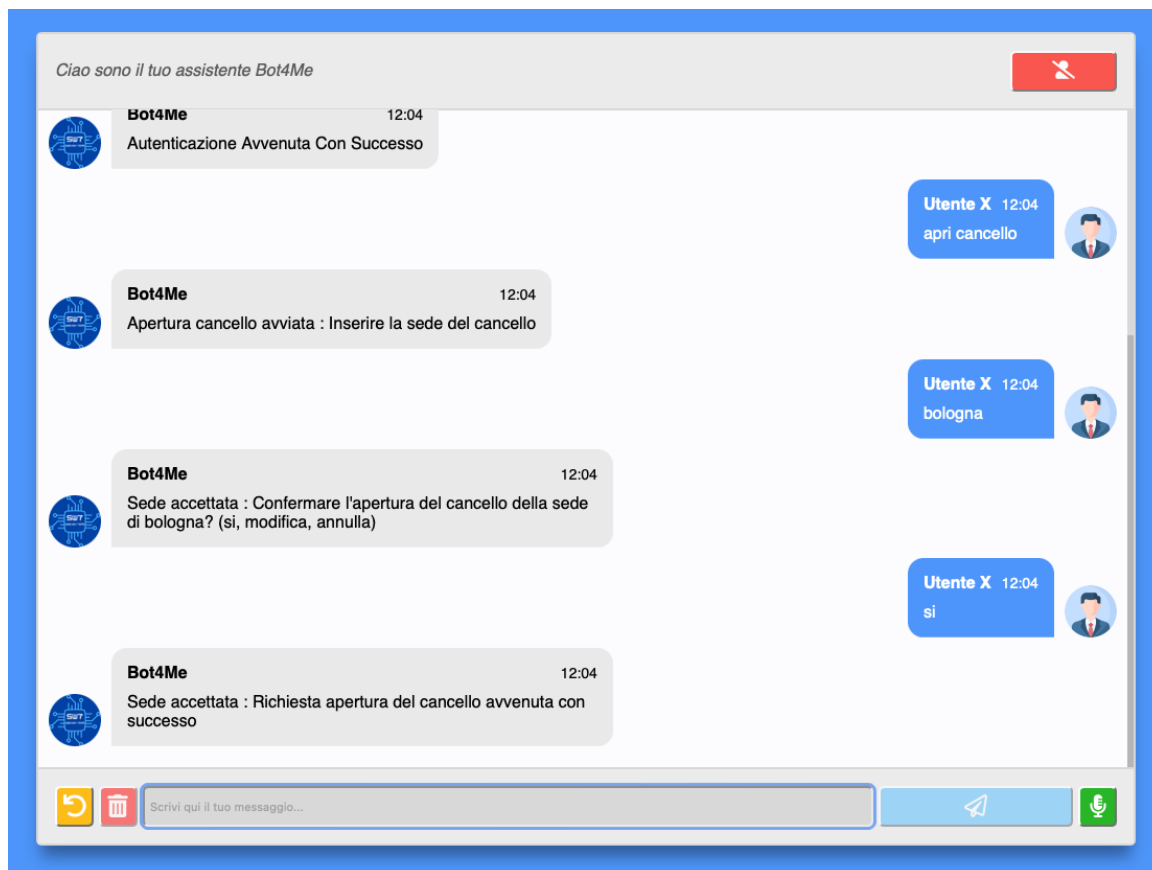 Ciao sono il tuo assistente Bot4Me
Bot4Me 12:04
Autenticazione Avvenuta Con Successo
Utente X 12:04
apri cancello
Bot4Me 12:04
Apertura cancello avviata : Inserire la sede del cancello
Utente X 12:04
bologna
Bot4Me 12:04
Sede accettata : Confermare l'apertura del cancello della sede
di bologna? (si, modifica, annulla)
Utente X 12:04
si
Bot4Me 12:04
Sede accettata : Richiesta apertura del cancello avvenuta con
successo
Scrivi qui il tuo messaggio...